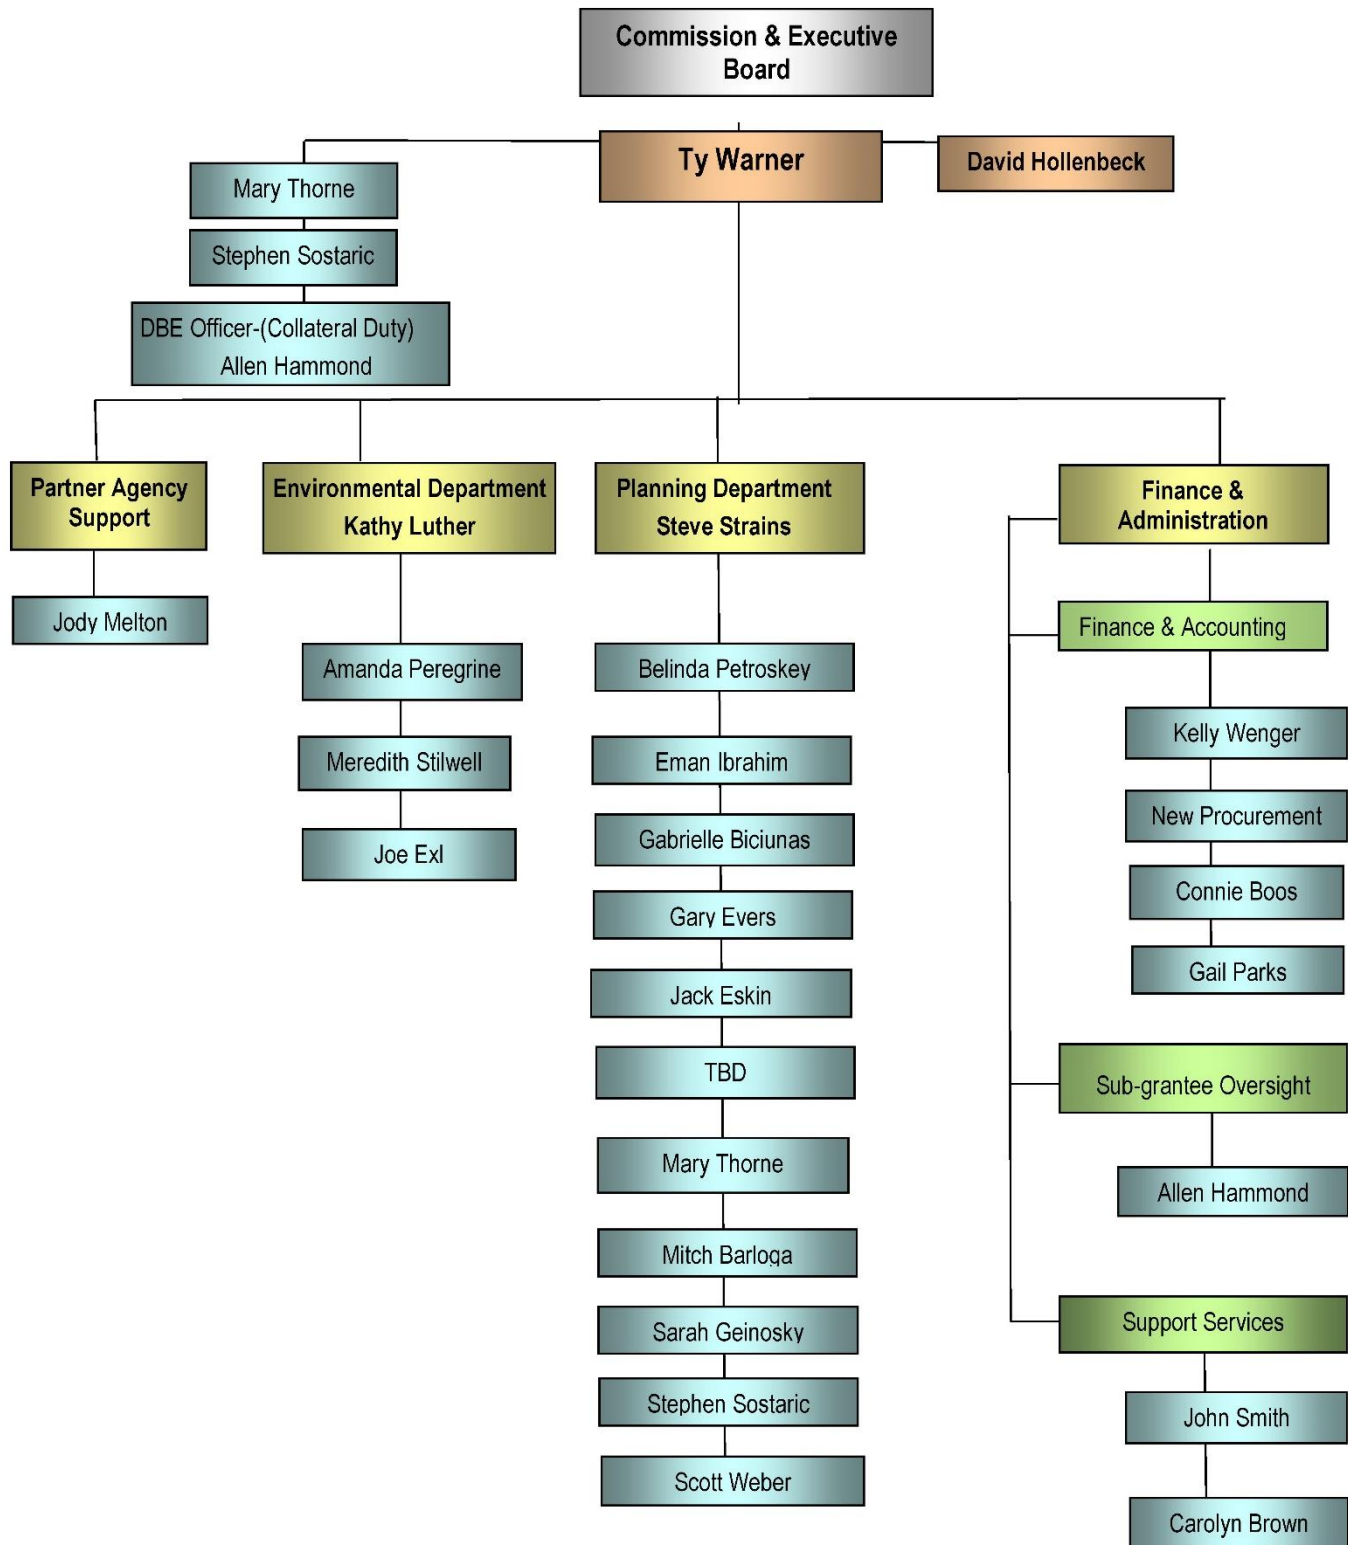 Commission & Executive
Board
Ty Warner
David Hollenbeck
Mary Thorne
Stephen Sostaric
DBE Officer-(Collateral Duty)
Allen Hammond
Partner Agency
Support
Jody Melton
Environmental Department
Kathy Luther
Amanda Peregrine
Meredith Stilwell
Joe Exl
Planning Department
Steve Strains
Belinda Petroskey
Eman Ibrahim
Gabrielle Biciunas
Gary Evers
Jack Eskin
TBD
Mary Thorne
Mitch Barloga
Sarah Geinosky
Stephen Sostaric
Scott Weber
Finance &
Administration
Finance & Accounting
Kelly Wenger
New Procurement
Connie Boos
Gail Parks
Sub-grantee Oversight
Allen Hammond
Support Services
John Smith
Carolyn Brown